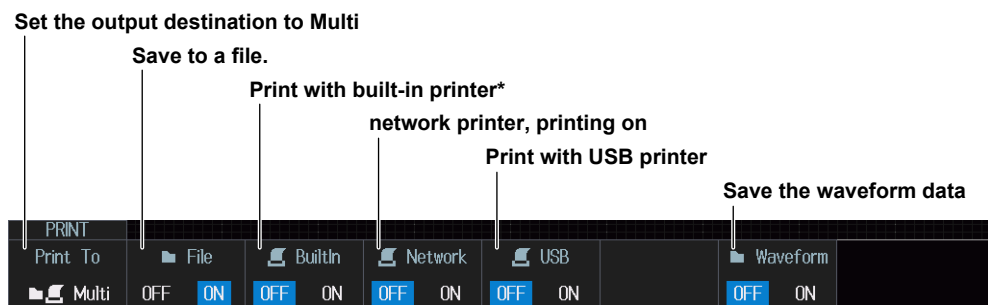 Set the output destination to Multi
Save to a file.
Print with built-in printer*
network printer, printing on
Print with USB printer
Save the waveform data
PRINT
Print To File BuiltIn Network USB Waveform
Multi OFF ON OFF ON OFF ON OFF ON OFF ON